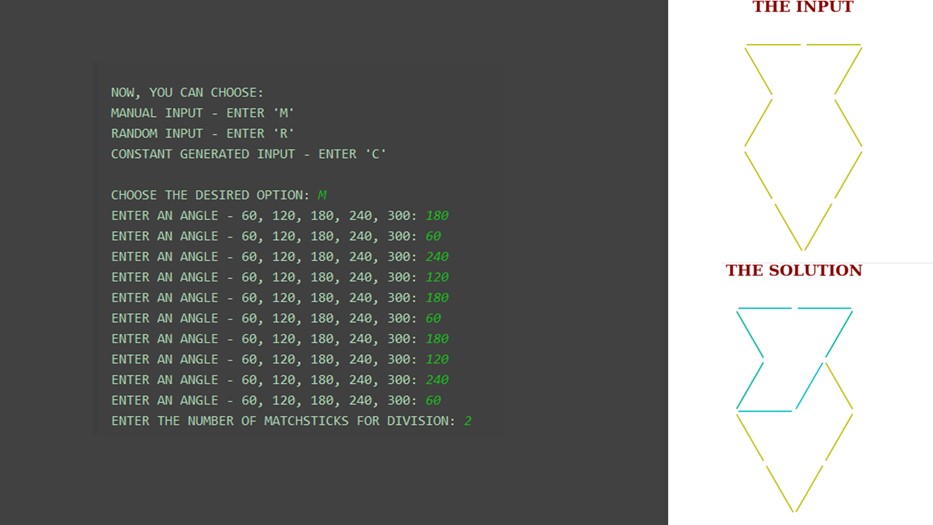 NOW, YOU CAN CHOOSE:
MANUAL INPUT - ENTER 'M'
RANDOM INPUT - ENTER 'R'
CONSTANT GENERATED INPUT - ENTER 'C'
CHOOSE THE DESIRED OPTION: M
ENTER AN ANGLE - 60, 120, 180, 240, 300: 180
ENTER AN ANGLE - 60, 120, 180, 240, 300: 60
ENTER AN ANGLE - 60, 120, 180, 240, 300: 240
ENTER AN ANGLE - 60, 120, 180, 240, 300: 120
ENTER AN ANGLE - 60, 120, 180, 240, 300: 180
ENTER AN ANGLE - 60, 120, 180, 240, 300: 60
ENTER AN ANGLE - 60, 120, 180, 240, 300: 180
ENTER AN ANGLE - 60, 120, 180, 240, 300: 120
ENTER AN ANGLE - 60, 120, 180, 240, 300: 240
ENTER AN ANGLE - 60, 120, 180, 240, 300: 60
ENTER THE NUMBER OF MATCHSTICKS FOR DIVISION: 2
THE INPUT
THE SOLUTION